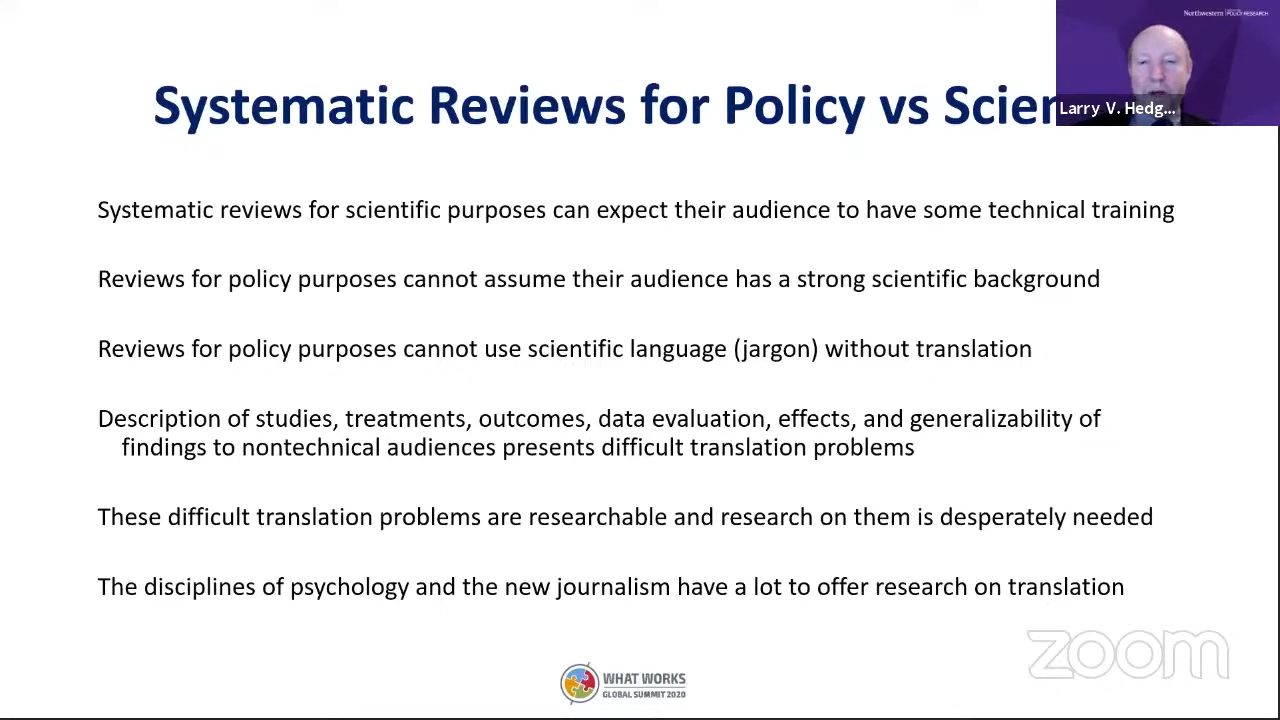 Northwestern
POLICY RESEARCH
Systematic Reviews for Policy vs Scien
Larry V. Hedg...
Systematic reviews for scientific purposes can expect their audience to have some technical training
Reviews for policy purposes cannot assume their audience has a strong scientific background
Reviews for policy purposes cannot use scientific language (jargon) without translation
Description of studies, treatments, outcomes, data evaluation, effects, and generalizability of
findings to nontechnical audiences presents difficult translation problems
These difficult translation problems are researchable and research on them is desperately needed
The disciplines of psychology and the new journalism have a lot to offer research on translation
zoom
WHAT WORKS
GLOBAL SUMMIT 2020